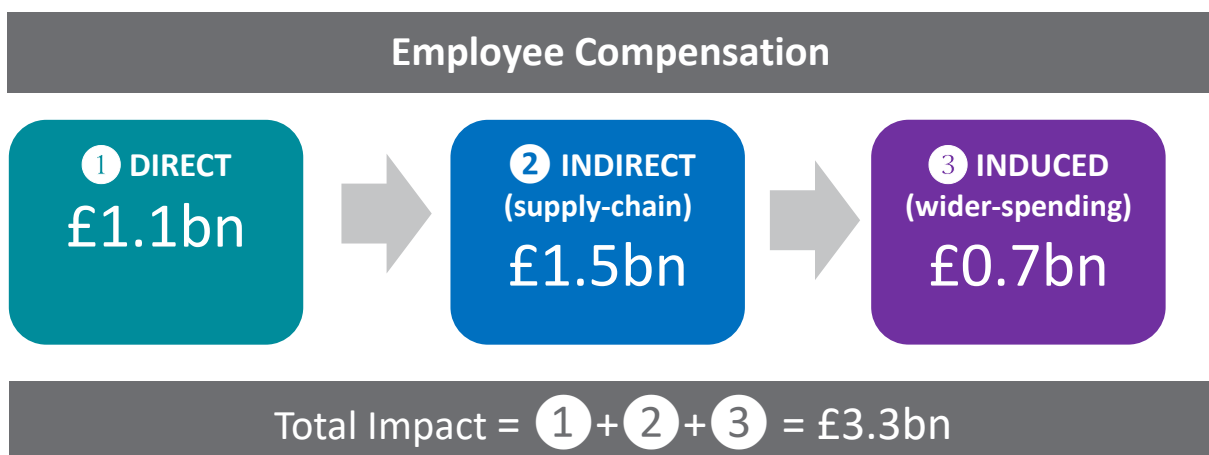 Employee Compensation
1 DIRECT
£1.1bn
2 INDIRECT
(supply-chain)
£1.5bn
3 INDUCED
(wider-spending)
£0.7bn
Total Impact = 1+2+3 = £3.3bn